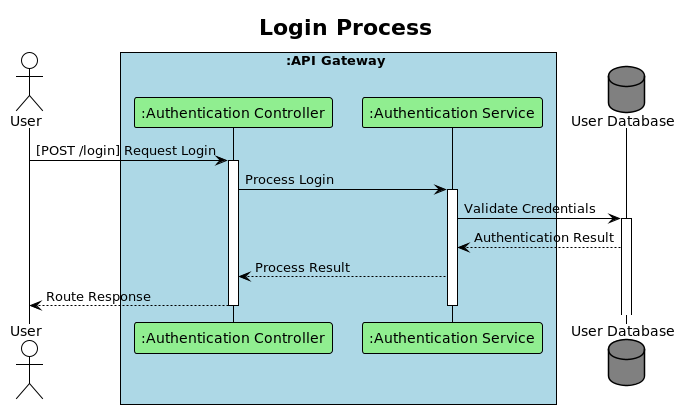 Login Process
:API Gateway
:Authentication Controller
:Authentication Service
User
User Database
[POST /login] Request Login
Process Login
Validate Credentials
Authentication Result
Process Result
Route Response
User
:Authentication Controller
:Authentication Service
User Database